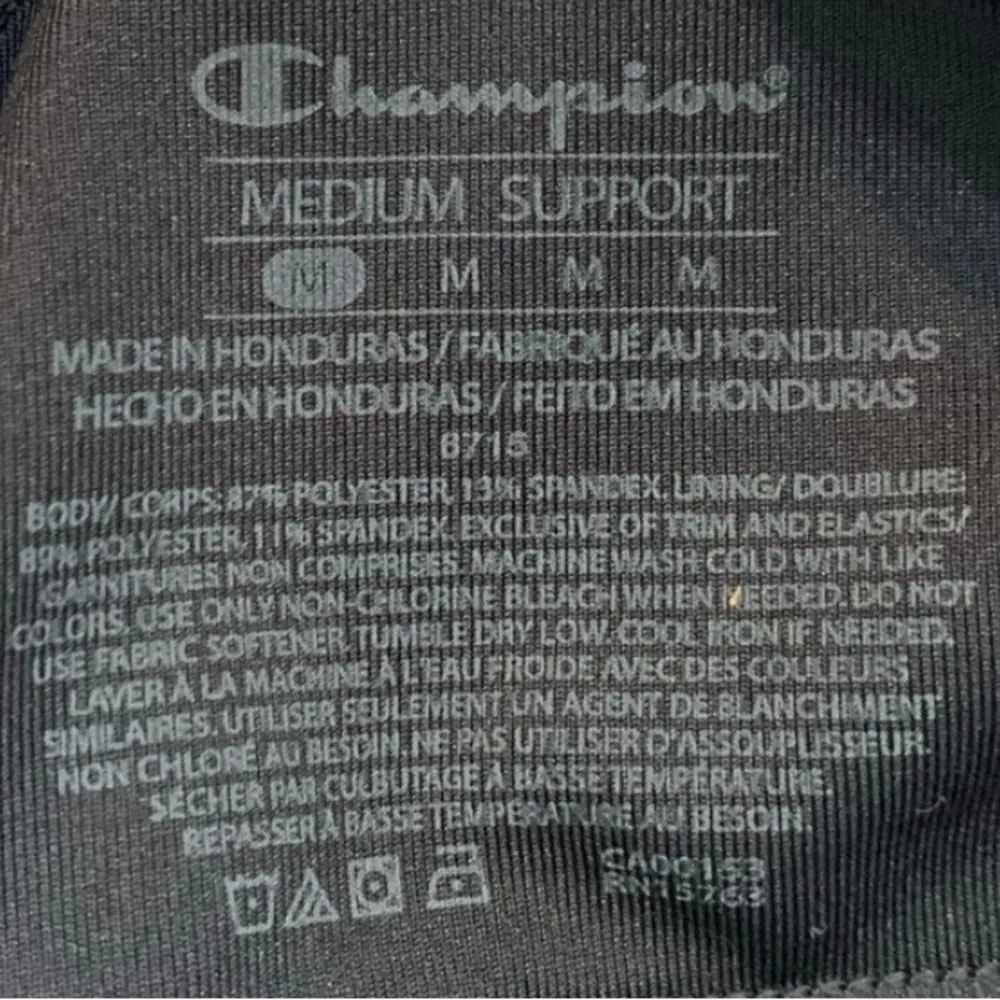 Champion®
MEDIUM SUPPORT
M M M M
MADE IN HONDURAS / FABRIQUÉ AU HONDURAS
HECHO EN HONDURAS / FEITO EM HONDURAS
6715
BODY/ CORPS: 87% POLYESTER, 13% SPANDEX. LINING/ DOUBLURE:
89% POLYESTER, 11% SPANDEX. EXCLUSIVE OF TRIM AND ELASTICS/
GARNITURES NON COMPRISES. MACHINE WASH COLD WITH LIKE
COLORS. USE ONLY NON-CHLORINE BLEACH WHEN NEEDED. DO NOT
USE FABRIC SOFTENER. TUMBLE DRY LOW. COOL IRON IF NEEDED.
LAVER À LA MACHINE À L'EAU FROIDE AVEC DES COULEURS
SIMILAIRES. UTILISER SEULEMENT UN AGENT DE BLANCHIMENT
NON CHLORÉ AU BESOIN. NE PAS UTILISER D'ASSOUPLISSEUR.
SÉCHER PAR CULBUTAGE À BASSE TEMPÉRATURE.
REPASSER À BASSE TEMPÉRATURE AU BESOIN.
CA00153
RN15763